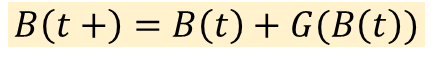 B(t +) = B(t) + G(B(t))